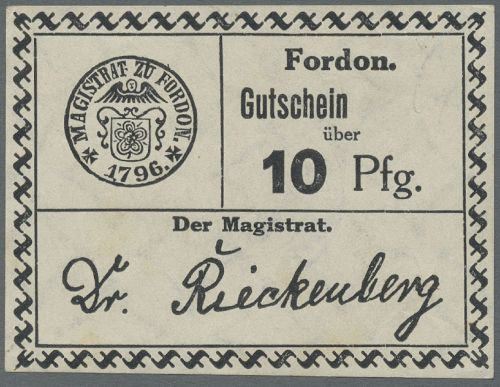 MAGISTRAT ZU FORDON.
1796.
Fordon.
Gutschein
über
10 Pfg.
Der Magistrat.
Dr. Rieckenberg